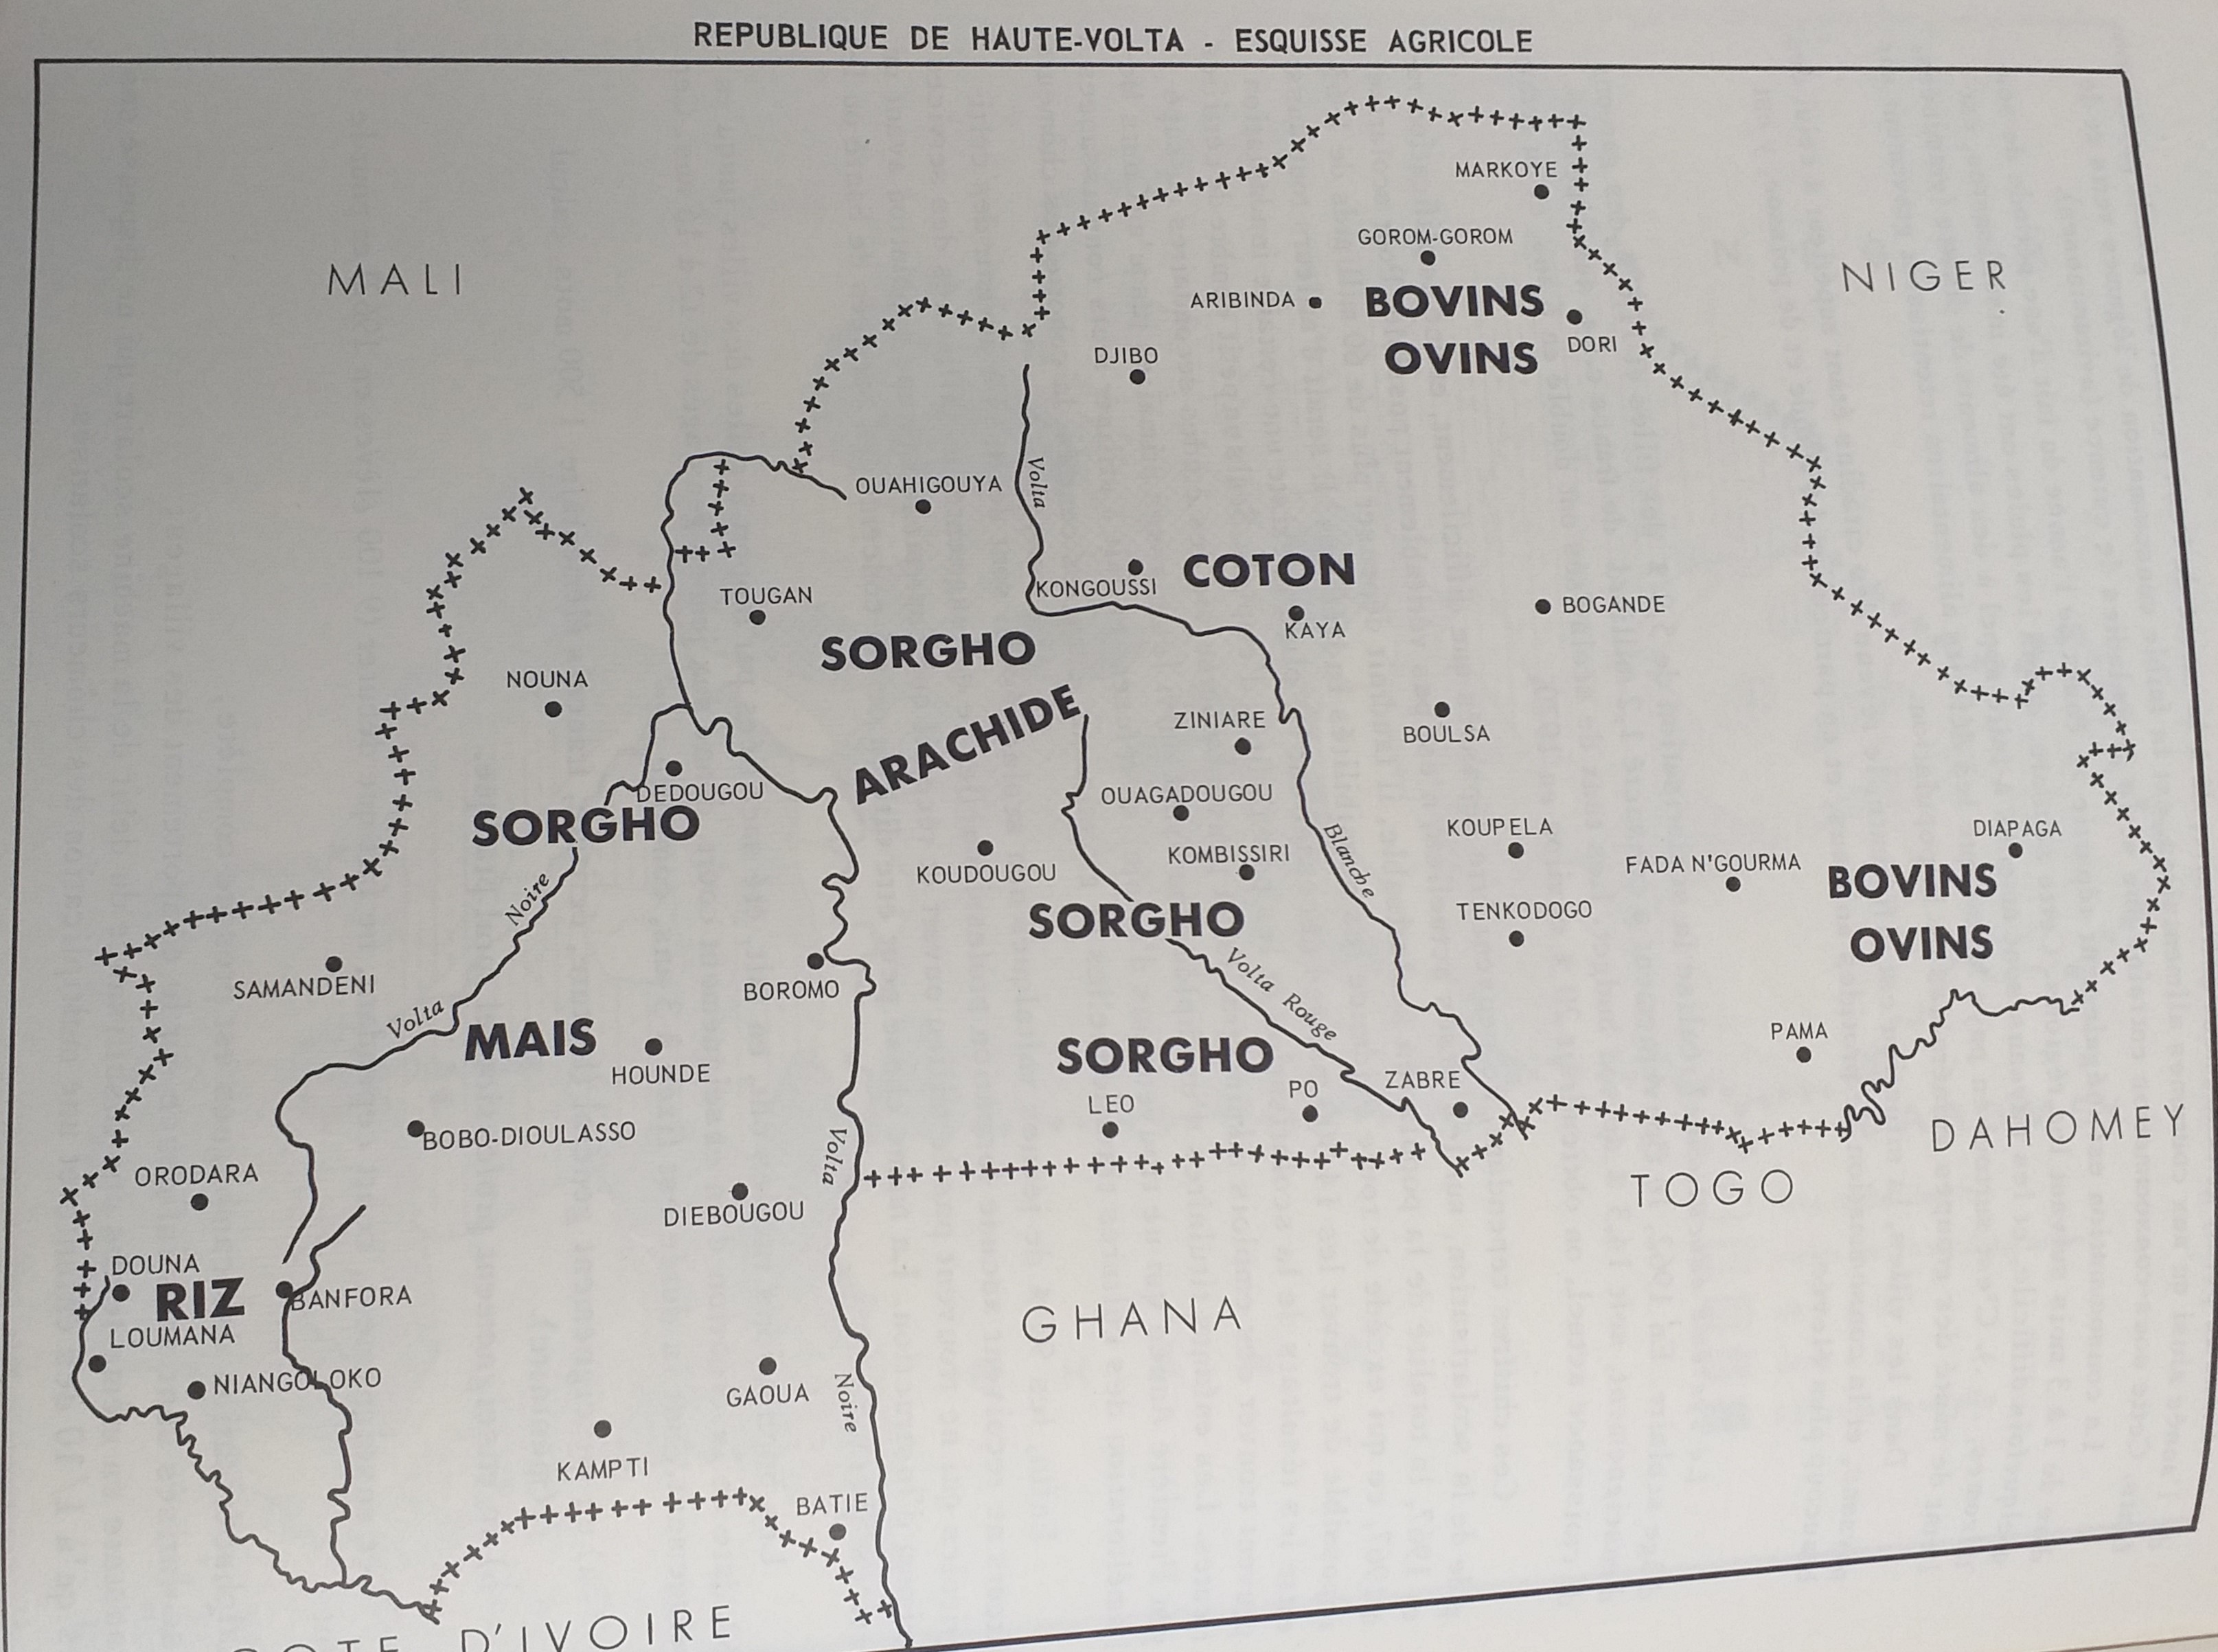 REPUBLIQUE DE HAUTE-VOLTA - ESQUISSE AGRICOLE
MARKOYE
GOROM-GOROM
MALI
NIGER
ARIBINDA
BOVINS
OVINS
DORI
DJIBO
Volta
OUAHIGOUYA
KONGOUSSI
COTON
KAYA
BOGANDE
TOUGAN
SORGHO
NOUNA
ARACHIDE
ZINIARE
BOULSA
DEDOUGOU
SORGHO
OUAGADOUGOU
Blanche
KOUPELA
DIAPAGA
KOUDOUGOU
KOMBISSIRI
FADA N'GOURMA
BOVINS
OVINS
Noire
SORGHO
TENKODOGO
SAMANDENI
BOROMO
Volta Rouge
Volta
MAIS
HOUNDE
SORGHO
PAMA
LEO
PO
ZABRE
BOBO-DIOULASSO
Volta
DAHOMEY
ORODARA
DIEBOUGOU
TOGO
DOUNA
RIZ
BANFORA
GHANA
LOUMANA
NIANGOLOKO
GAOUA
Noire
KAMPTI
BATIE
D'IVOIRE